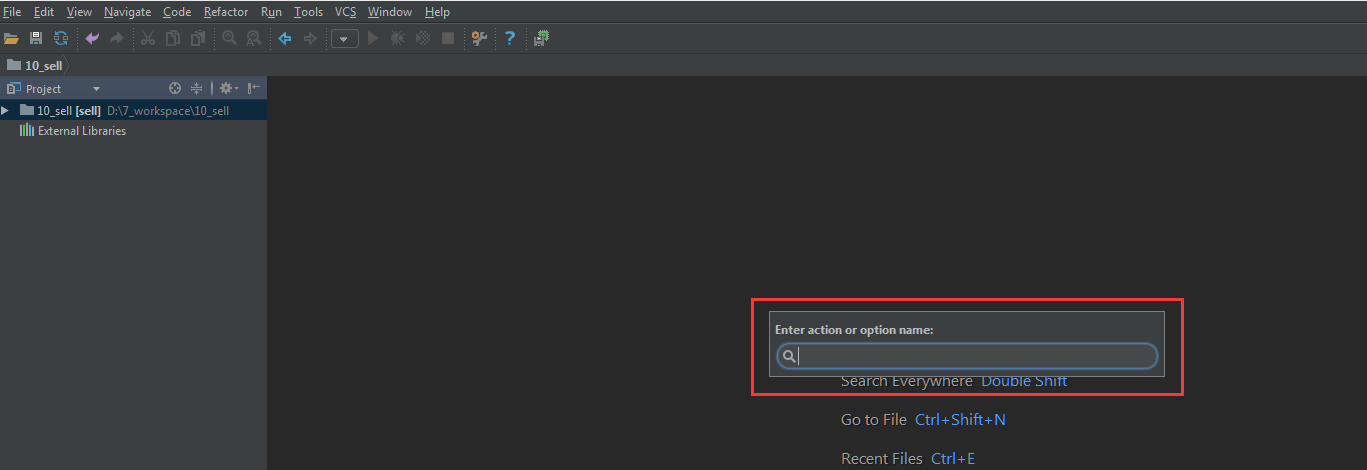 File Edit View Navigate Code Refactor Run Tools VCS Window Help
10_sell
Project
10_sell [sell] D:\7_workspace\10_sell
External Libraries
Enter action or option name:
Search Everywhere Double Shift
Go to File Ctrl+Shift+N
Recent Files Ctrl+E